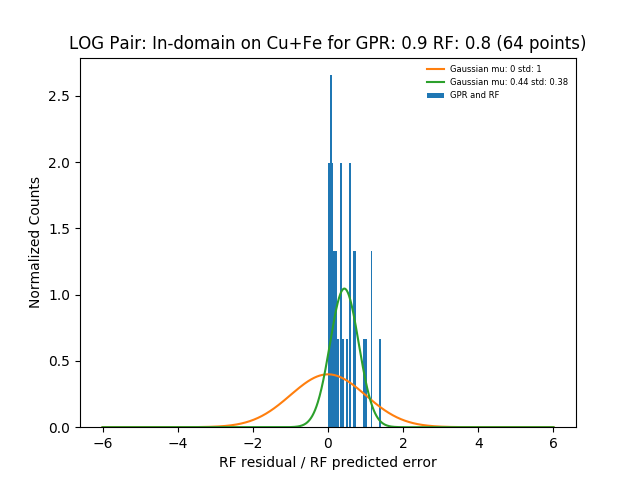 LOG Pair: In-domain on Cu+Fe for GPR: 0.9 RF: 0.8 (64 points)
Gaussian mu: 0 std: 1
Gaussian mu: 0.44 std: 0.38
GPR and RF
Normalized Counts
2.5
2.0
1.5
1.0
0.5
0.0
−6 −4 −2 0 2 4 6
RF residual / RF predicted error